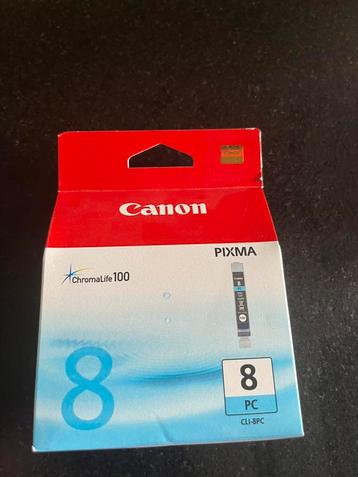 Canon
PIXMA
ChromaLife100
8
8
PC
CLI-8PC